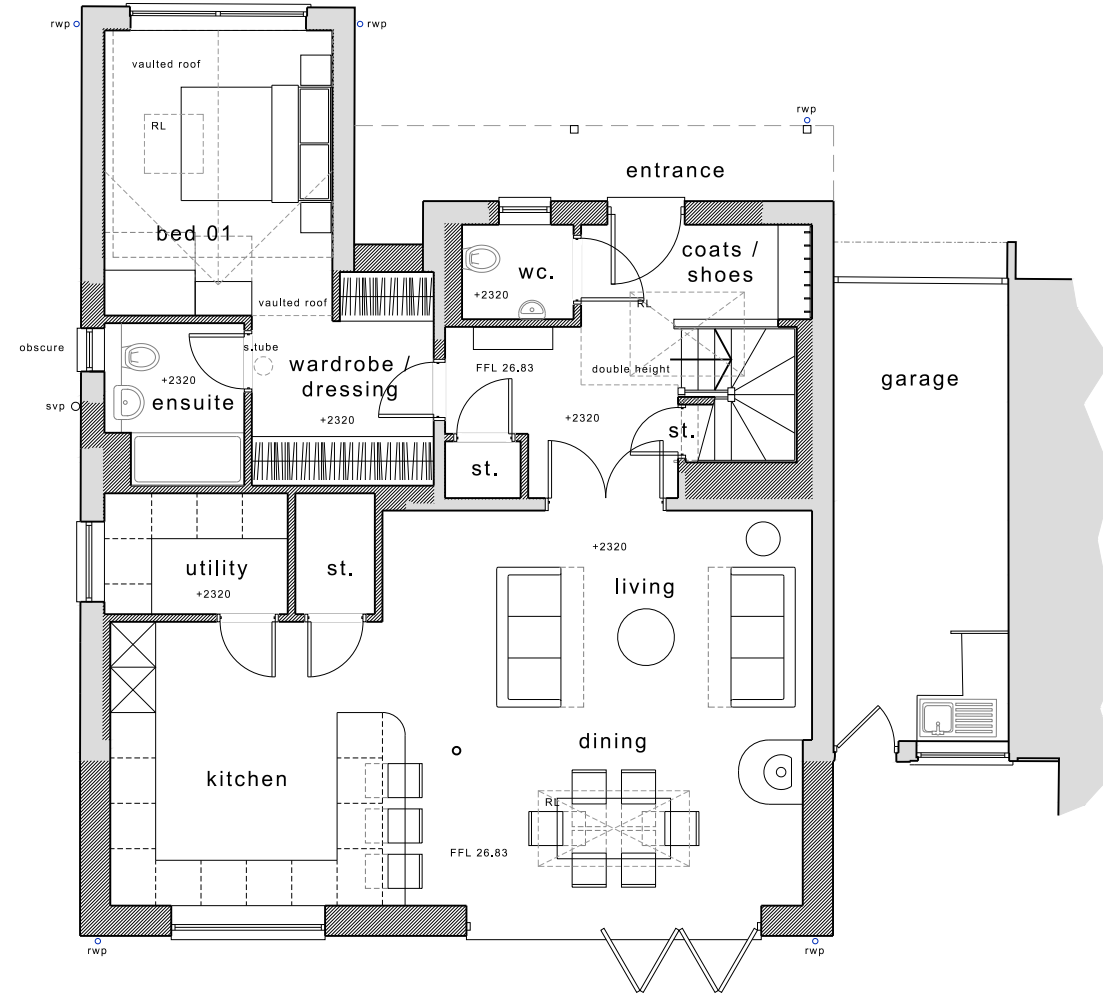 rwp
rwp
vaulted roof
RL
rwp
entrance
bed 01
coats /
shoes
wc.
+2320
RL
vaulted roof
obscure
s.tube
wardrobe /
dressing
FFL 26.83
double height
garage
+2320
ensuite
svp
+2320
+2320
st.
st.
+2320
utility
+2320
st.
living
dining
kitchen
RL
FFL 26.83
rwp
rwp